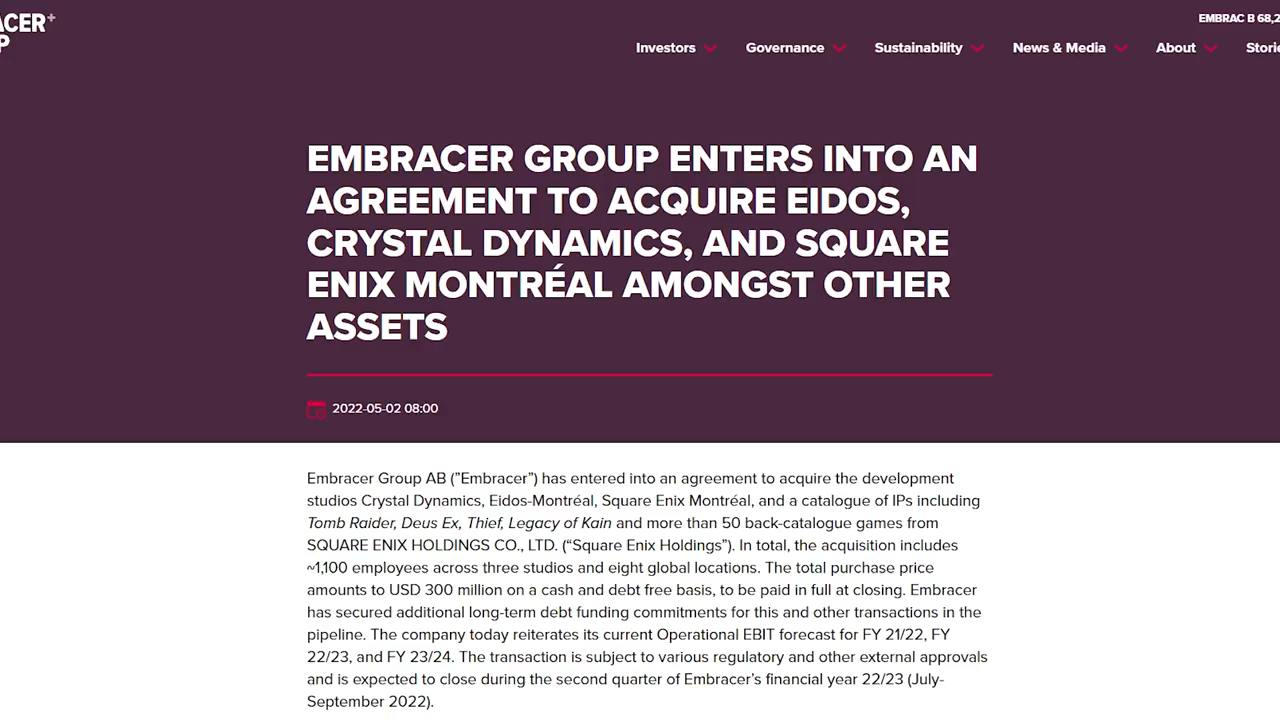 ACER+
P
EMBRAC B 68,2
Investors
Governance
Sustainability
News & Media
About
Storie
EMBRACER GROUP ENTERS INTO AN
AGREEMENT TO ACQUIRE EIDOS,
CRYSTAL DYNAMICS, AND SQUARE
ENIX MONTRÉAL AMONGST OTHER
ASSETS
2022-05-02 08:00
Embracer Group AB (”Embracer”) has entered into an agreement to acquire the development
studios Crystal Dynamics, Eidos-Montréal, Square Enix Montréal, and a catalogue of IPs including
Tomb Raider, Deus Ex, Thief, Legacy of Kain and more than 50 back-catalogue games from
SQUARE ENIX HOLDINGS CO., LTD. (“Square Enix Holdings”). In total, the acquisition includes
~1,100 employees across three studios and eight global locations. The total purchase price
amounts to USD 300 million on a cash and debt free basis, to be paid in full at closing. Embracer
has secured additional long-term debt funding commitments for this and other transactions in the
pipeline. The company today reiterates its current Operational EBIT forecast for FY 21/22, FY
22/23, and FY 23/24. The transaction is subject to various regulatory and other external approvals
and is expected to close during the second quarter of Embracer’s financial year 22/23 (July-
September 2022).